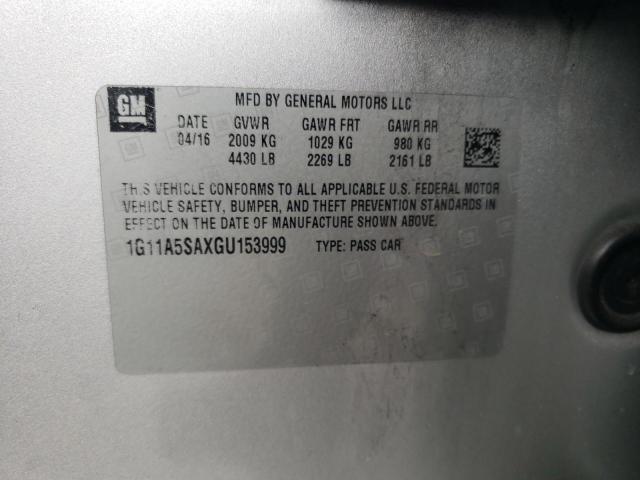 GM
MFD BY GENERAL MOTORS LLC
DATE GVWR GAWR FRT GAWR RR
04/16 2009 KG 1029 KG 980 KG
4430 LB 2269 LB 2161 LB
THIS VEHICLE CONFORMS TO ALL APPLICABLE U.S. FEDERAL MOTOR
VEHICLE SAFETY, BUMPER, AND THEFT PREVENTION STANDARDS IN
EFFECT ON THE DATE OF MANUFACTURE SHOWN ABOVE.
1G11A5SAXGU153999 TYPE: PASS CAR